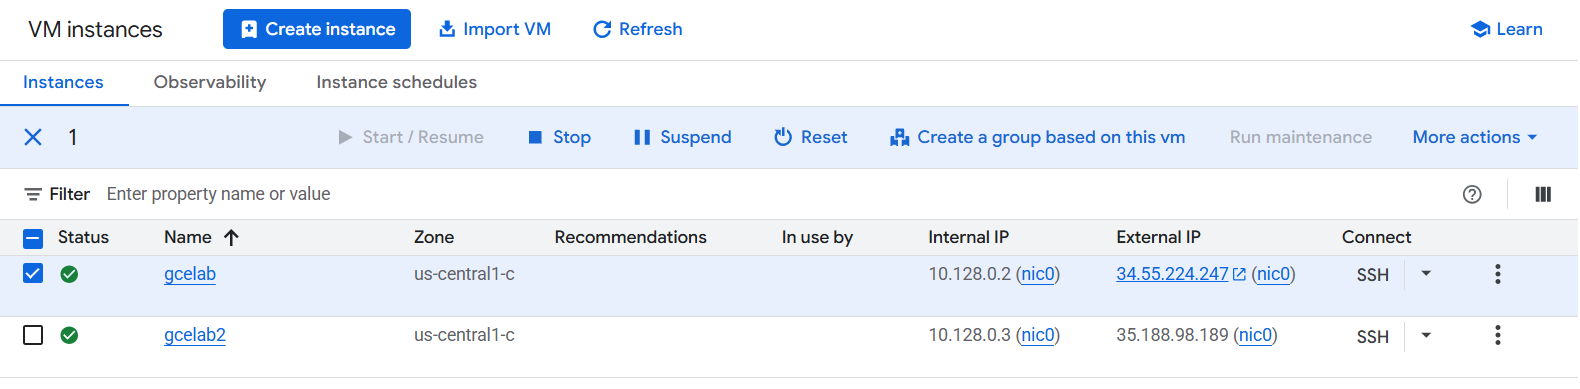 VM instances Create instance Import VM Refresh Learn
Instances Observability Instance schedules
1 Start / Resume Stop Suspend Reset Create a group based on this vm Run maintenance More actions
Filter Enter property name or value
Status Name Zone Recommendations In use by Internal IP External IP Connect
gcelab us-central1-c 10.128.0.2 (nic0) 34.55.224.247 (nic0) SSH
gcelab2 us-central1-c 10.128.0.3 (nic0) 35.188.98.189 (nic0) SSH